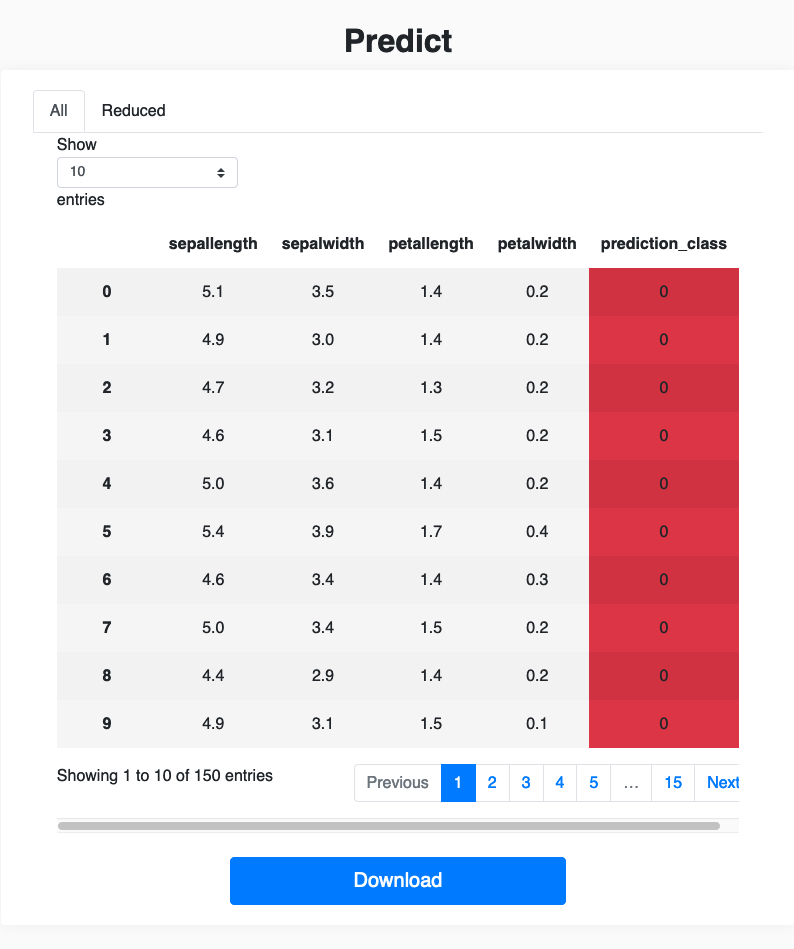 Predict
All Reduced
Show
10
entries
sepallength sepalwidth petallength petalwidth prediction_class
0 5.1 3.5 1.4 0.2 0
1 4.9 3.0 1.4 0.2 0
2 4.7 3.2 1.3 0.2 0
3 4.6 3.1 1.5 0.2 0
4 5.0 3.6 1.4 0.2 0
5 5.4 3.9 1.7 0.4 0
6 4.6 3.4 1.4 0.3 0
7 5.0 3.4 1.5 0.2 0
8 4.4 2.9 1.4 0.2 0
9 4.9 3.1 1.5 0.1 0
Showing 1 to 10 of 150 entries Previous 1 2 3 4 5 … 15 Next
Download